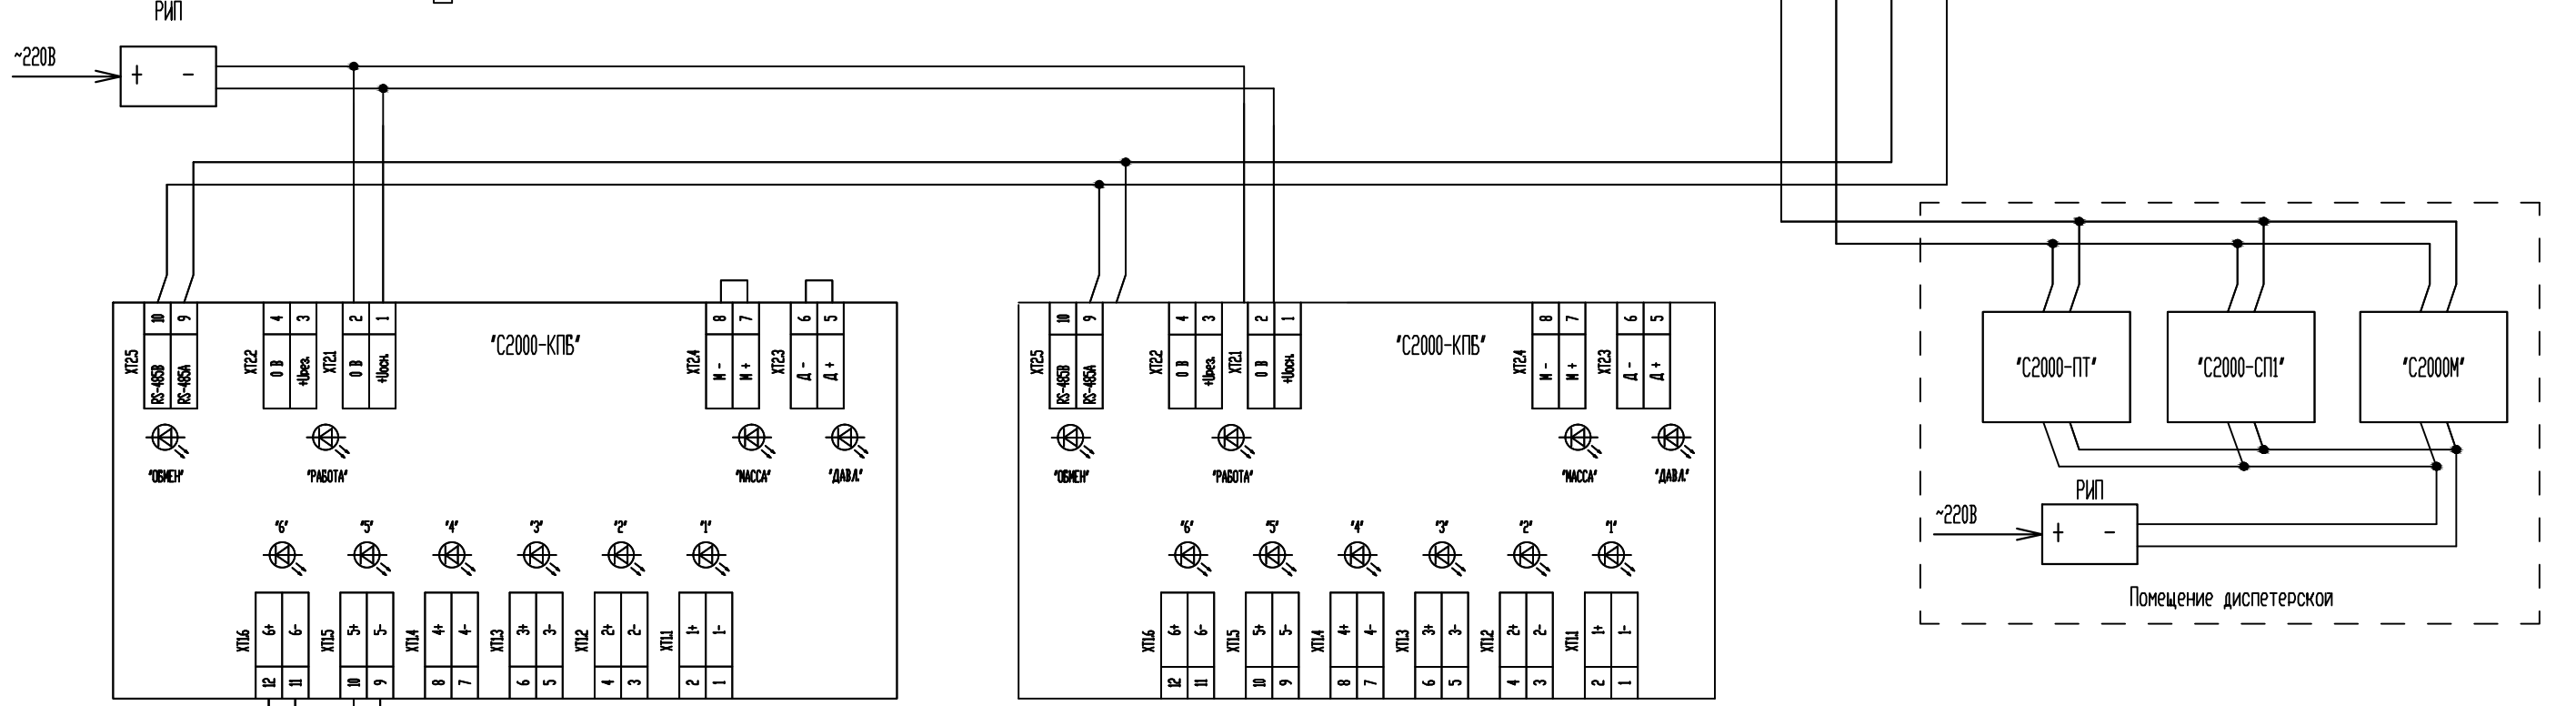 РИП
~220В
+ -
"С2000-КПБ"
ХТ2.5
10 9
RS-485В RS-485А
ХТ2.2
4 3
0 В +Uрез.
ХТ2.1
2 1
0 В +Uосн.
ХТ2.4
8 7
М - М +
ХТ2.3
6 5
Д - Д +
"ОБМЕН"
"РАБОТА"
"МАССА"
"ДАВЛ."
"6" "5" "4" "3" "2" "1"
ХТ1.6 6+ 6- ХТ1.5 5+ 5- ХТ1.4 4+ 4- ХТ1.3 3+ 3- ХТ1.2 2+ 2- ХТ1.1 1+ 1-
12 11 10 9 8 7 6 5 4 3 2 1
"С2000-КПБ"
ХТ2.5
10 9
RS-485В RS-485А
ХТ2.2
4 3
0 В +Uрез.
ХТ2.1
2 1
0 В +Uосн.
ХТ2.4
8 7
М - М +
ХТ2.3
6 5
Д - Д +
"ОБМЕН"
"РАБОТА"
"МАССА"
"ДАВЛ."
"6" "5" "4" "3" "2" "1"
ХТ1.6 6+ 6- ХТ1.5 5+ 5- ХТ1.4 4+ 4- ХТ1.3 3+ 3- ХТ1.2 2+ 2- ХТ1.1 1+ 1-
12 11 10 9 8 7 6 5 4 3 2 1
"С2000-ПТ"
"С2000-СП1"
"С2000М"
РИП
~220В
+ -
Помещение диспетерской